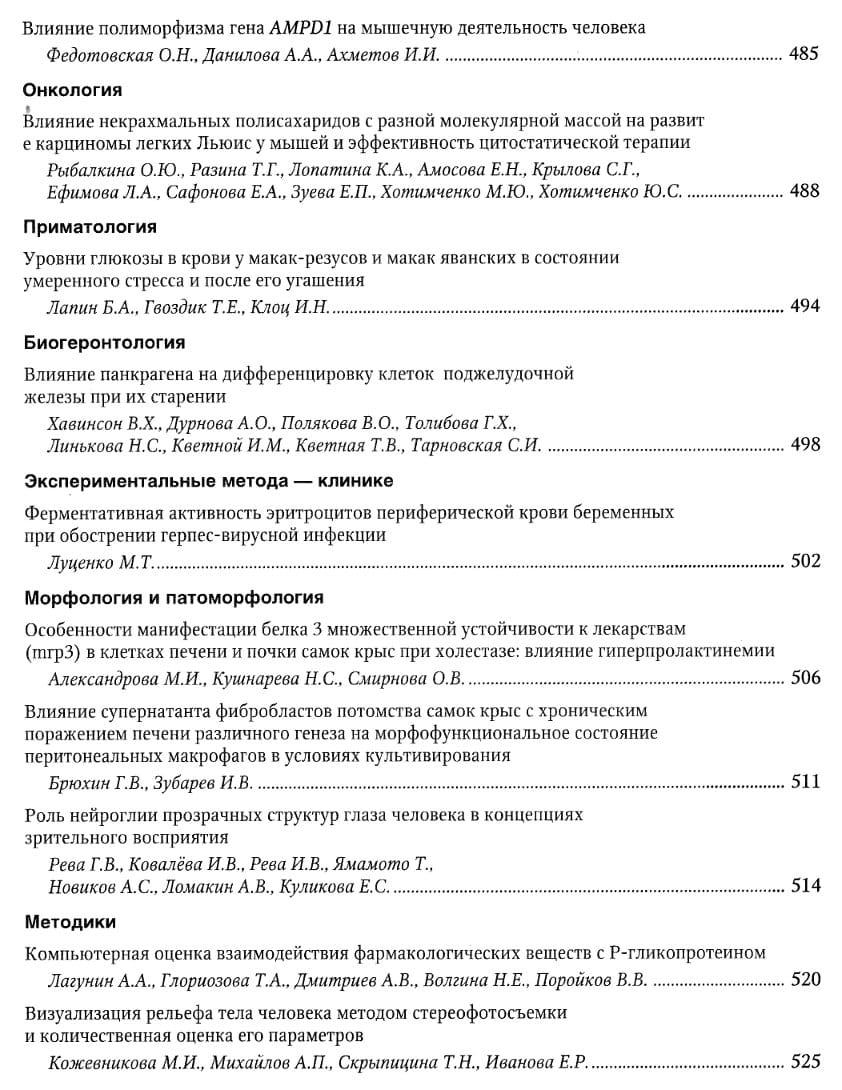 Влияние полиморфизма гена AMPD1 на мышечную деятельность человека
Федотовская О.Н., Данилова А.А., Ахметов И.И. ........ 485
Онкология
Влияние некрахмальных полисахаридов с разной молекулярной массой на развит
е карциномы легких Льюис у мышей и эффективность цитостатической терапии
Рыбалкина О.Ю., Разина Т.Г., Лопатина К.А., Амосова Е.Н., Крылова С.Г.,
Ефимова Л.А., Сафонова Е.А., Зуева Е.П., Хотимченко М.Ю., Хотимченко Ю.С. ........ 488
Приматология
Уровни глюкозы в крови у макак-резусов и макак яванских в состоянии
умеренного стресса и после его угашения
Лапин Б.А., Гвоздик Т.Е., Клоц И.Н. ........ 494
Биогеронтология
Влияние панкрагена на дифференцировку клеток поджелудочной
железы при их старении
Хавинсон В.Х., Дурнова А.О., Полякова В.О., Толибова Г.Х.,
Линькова Н.С., Кветной И.М., Кветная Т.В., Тарновская С.И. ........ 498
Экспериментальные метода — клинике
Ферментативная активность эритроцитов периферической крови беременных
при обострении герпес-вирусной инфекции
Луценко М.Т. ........ 502
Морфология и патоморфология
Особенности манифестации белка 3 множественной устойчивости к лекарствам
(mrp3) в клетках печени и почки самок крыс при холестазе: влияние гиперпролактинемии
Александрова М.И., Кушнарева Н.С., Смирнова О.В. ........ 506
Влияние супернатанта фибробластов потомства самок крыс с хроническим
поражением печени различного генеза на морфофункциональное состояние
перитонеальных макрофагов в условиях культивирования
Брюхин Г.В., Зубарев И.В. ........ 511
Роль нейроглии прозрачных структур глаза человека в концепциях
зрительного восприятия
Рева Г.В., Ковалёва И.В., Рева И.В., Ямамото Т.,
Новиков А.С., Ломакин А.В., Куликова Е.С. ........ 514
Методики
Компьютерная оценка взаимодействия фармакологических веществ с Р-гликопротеином
Лагунин А.А., Глориозова Т.А., Дмитриев А.В., Волгина Н.Е., Поройков В.В. ........ 520
Визуализация рельефа тела человека методом стереофотосъемки
и количественная оценка его параметров
Кожевникова М.И., Михайлов А.П., Скрыпицина Т.Н., Иванова Е.Р. ........ 525